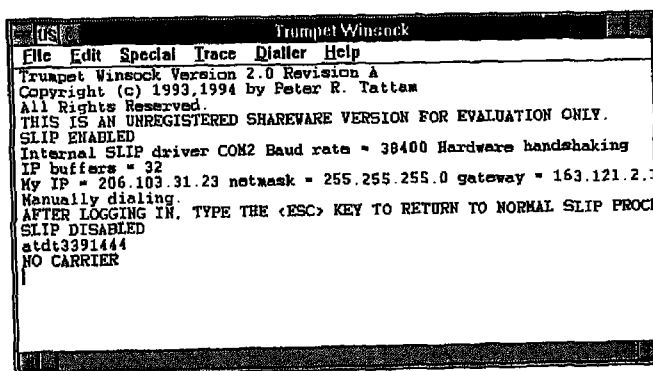 Trumpet Winsock
File Edit Special Trace Dialler Help
Trumpet Winsock Version 2.0 Revision A
Copyright (c) 1993,1994 by Peter R. Tattam
All Rights Reserved.
THIS IS AN UNREGISTERED SHAREWARE VERSION FOR EVALUATION ONLY.
SLIP ENABLED
Internal SLIP driver COM2 Baud rate = 38400 Hardware handshaking
IP buffers = 32
My IP = 206.103.31.23 netmask = 255.255.255.0 gateway = 163.121.2.
Manually dialing.
AFTER LOGGING IN, TYPE THE <ESC> KEY TO RETURN TO NORMAL SLIP PROC
SLIP DISABLED
atdt3391444
NO CARRIER